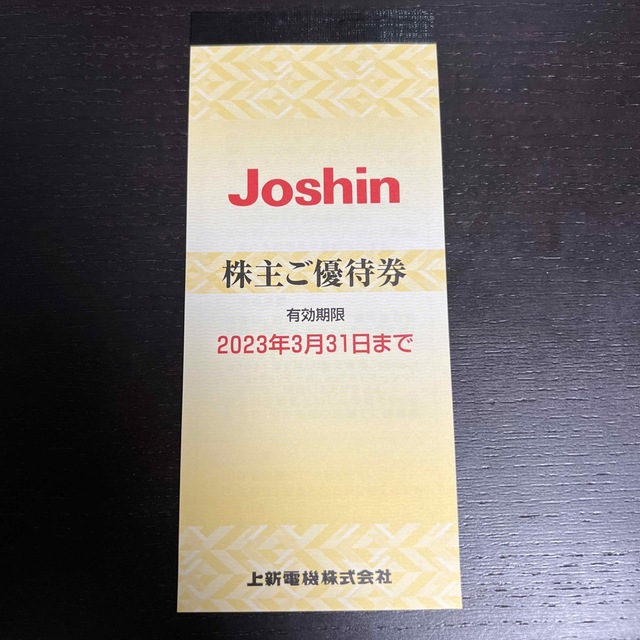 Joshin
株主ご優待券
有効期限
2023年3月31日まで
上新電機株式会社